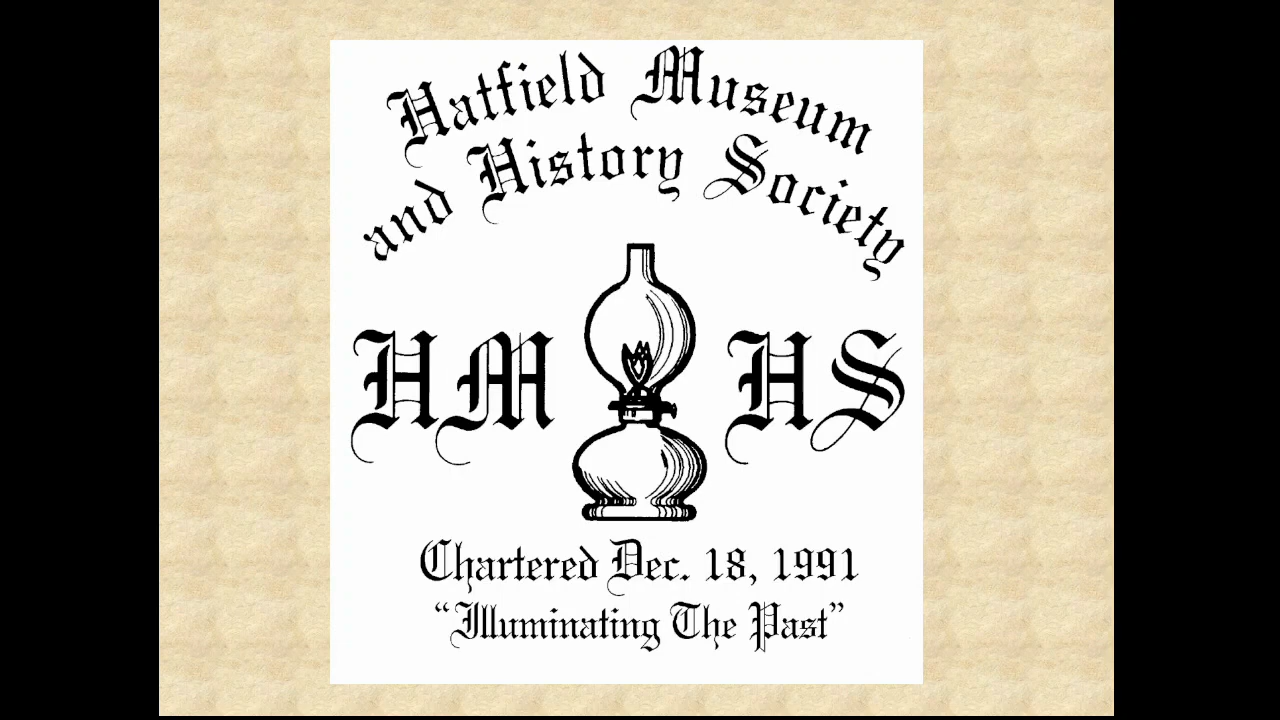 Hatfield Museum
and History Society
HM HS
Chartered Dec. 18, 1991
“Illuminating The Past”